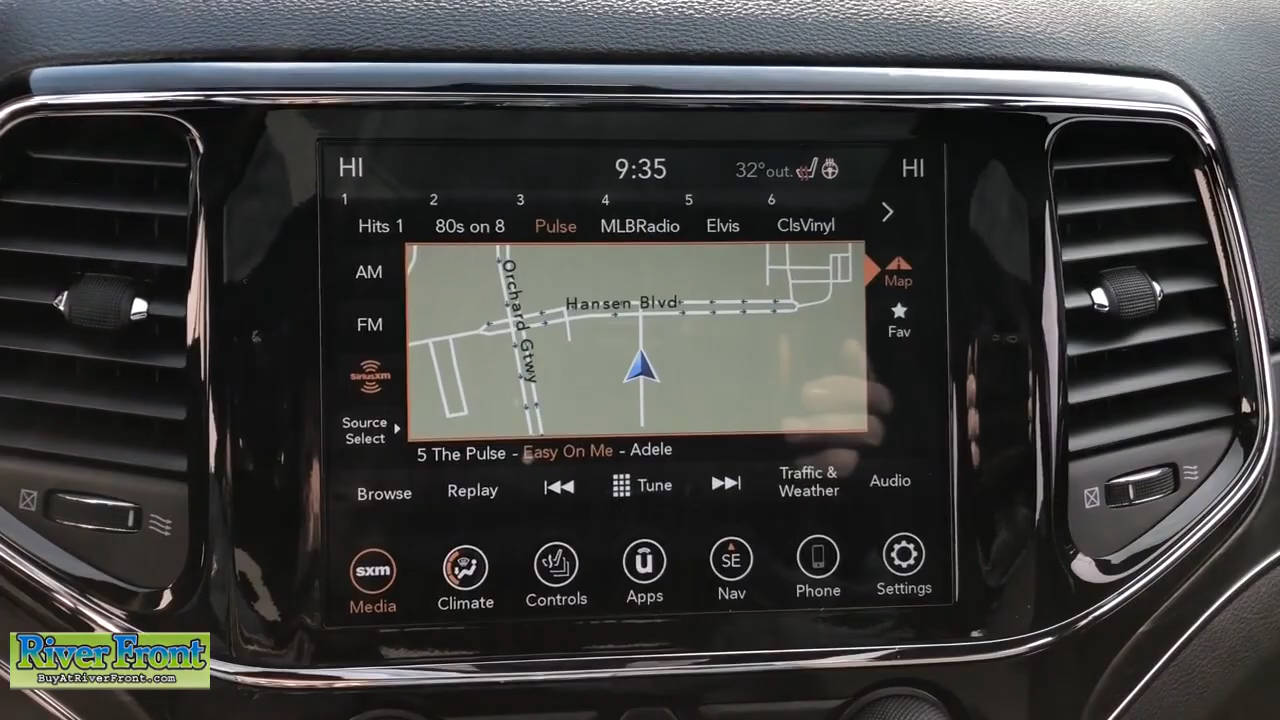 HI 9:35 32°out. HI
1 2 3 4 5 6
Hits 1 80s on 8 Pulse MLBRadio Elvis ClsVinyl
AM
Map
Orchard Gtwy
Hansen Blvd
FM
Fav
SiriusXM
Source
Select
5 The Pulse - Easy On Me - Adele
Browse Replay Tune
Traffic &
Weather
Audio
sxm
u
SE
Media Climate Controls Apps Nav Phone Settings
River Front
BuyAtRiverFront.com